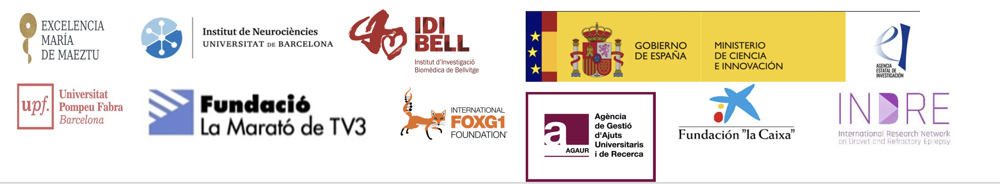 EXCELENCIA
MARÍA
DE MAEZTU
Institut de Neurociències
UNIVERSITAT DE BARCELONA
IDI
BELL
Institut d'Investigació
Biomèdica de Bellvitge
GOBIERNO
DE ESPAÑA
MINISTERIO
DE CIENCIA
E INNOVACIÓN
AGENCIA
ESTATAL DE
INVESTIGACIÓN
upf.
Universitat
Pompeu Fabra
Barcelona
Fundació
La Marató de TV3
INTERNATIONAL
FOXG1
FOUNDATION®
a
AGAUR
Agència
de Gestió
d'Ajuts
Universitaris
i de Recerca
Fundación "la Caixa"
INDRE
International Research Network
on Dravet and Refractory Epilepsy